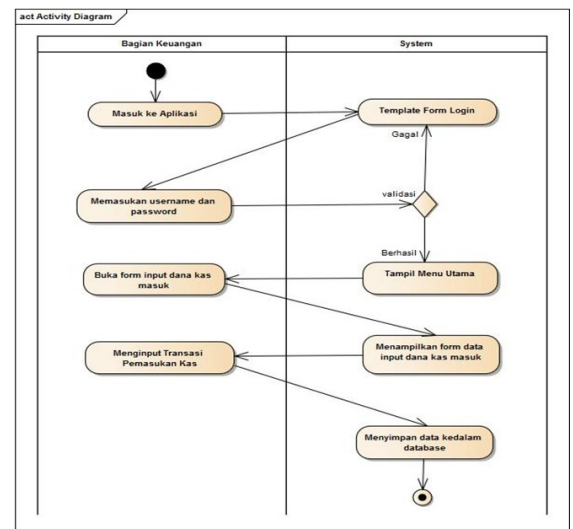 act Activity Diagram
Bagian Keuangan
System
Masuk ke Aplikasi
Template Form Login
Gagal
Memasukan username dan
password
validasi
Berhasil
Buka form input dana kas
masuk
Tampil Menu Utama
Menginput Transasi
Pemasukan Kas
Menampilkan form data
input dana kas masuk
Menyimpan data kedalam
database